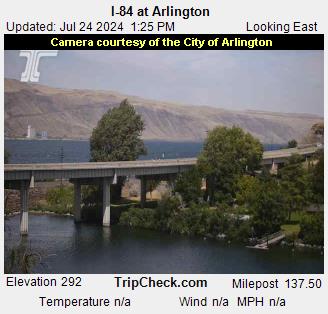 I-84 at Arlington
Updated: Jul 24 2024 1:25 PM Looking East
Camera courtesy of the City of Arlington
Elevation 292 TripCheck.com Milepost 137.50
Temperature n/a Wind n/a MPH n/a